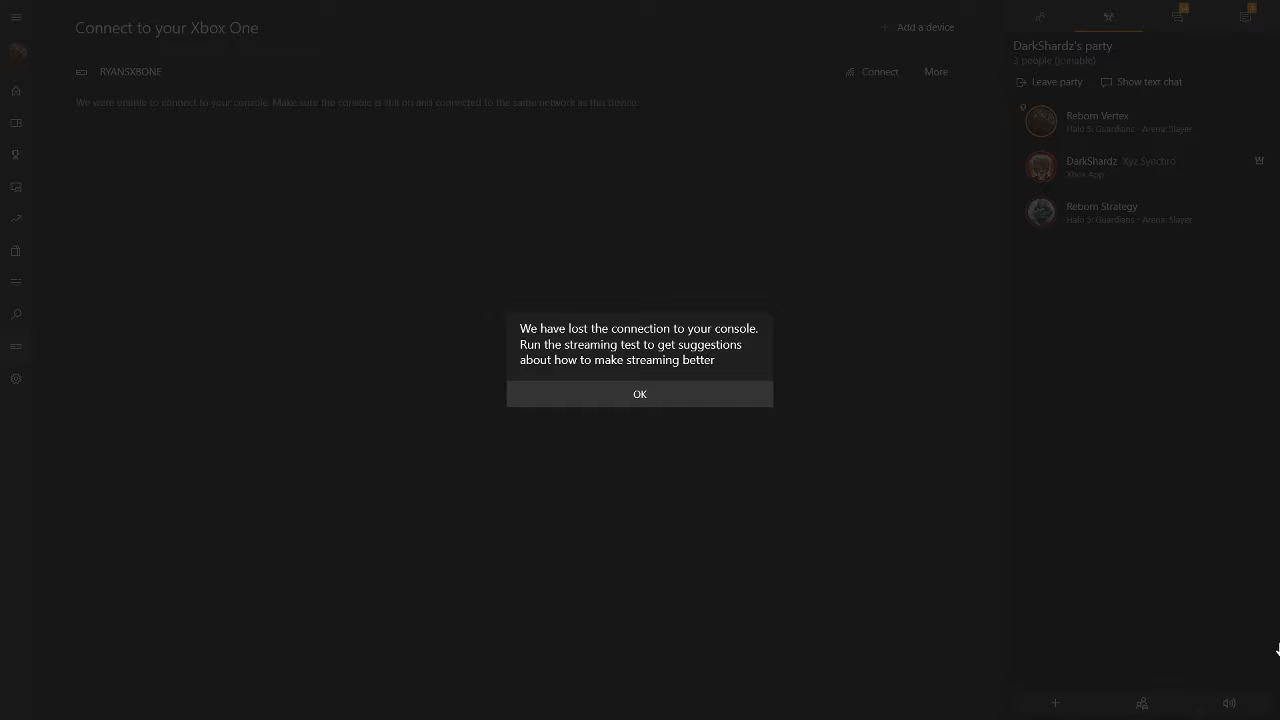 Connect to your Xbox One
+ Add a device
RYANSXBONE
Connect
More
We were unable to connect to your console. Make sure the console is still on and connected to the same network as this device.
We have lost the connection to your console.
Run the streaming test to get suggestions
about how to make streaming better
OK
DarkShardz's party
3 people (joinable)
Leave party
Show text chat
Reborn Vertex
Halo 5: Guardians - Arena: Slayer
DarkShardz Xyz Synchro
Xbox App
Reborn Strategy
Halo 5: Guardians - Arena: Slayer